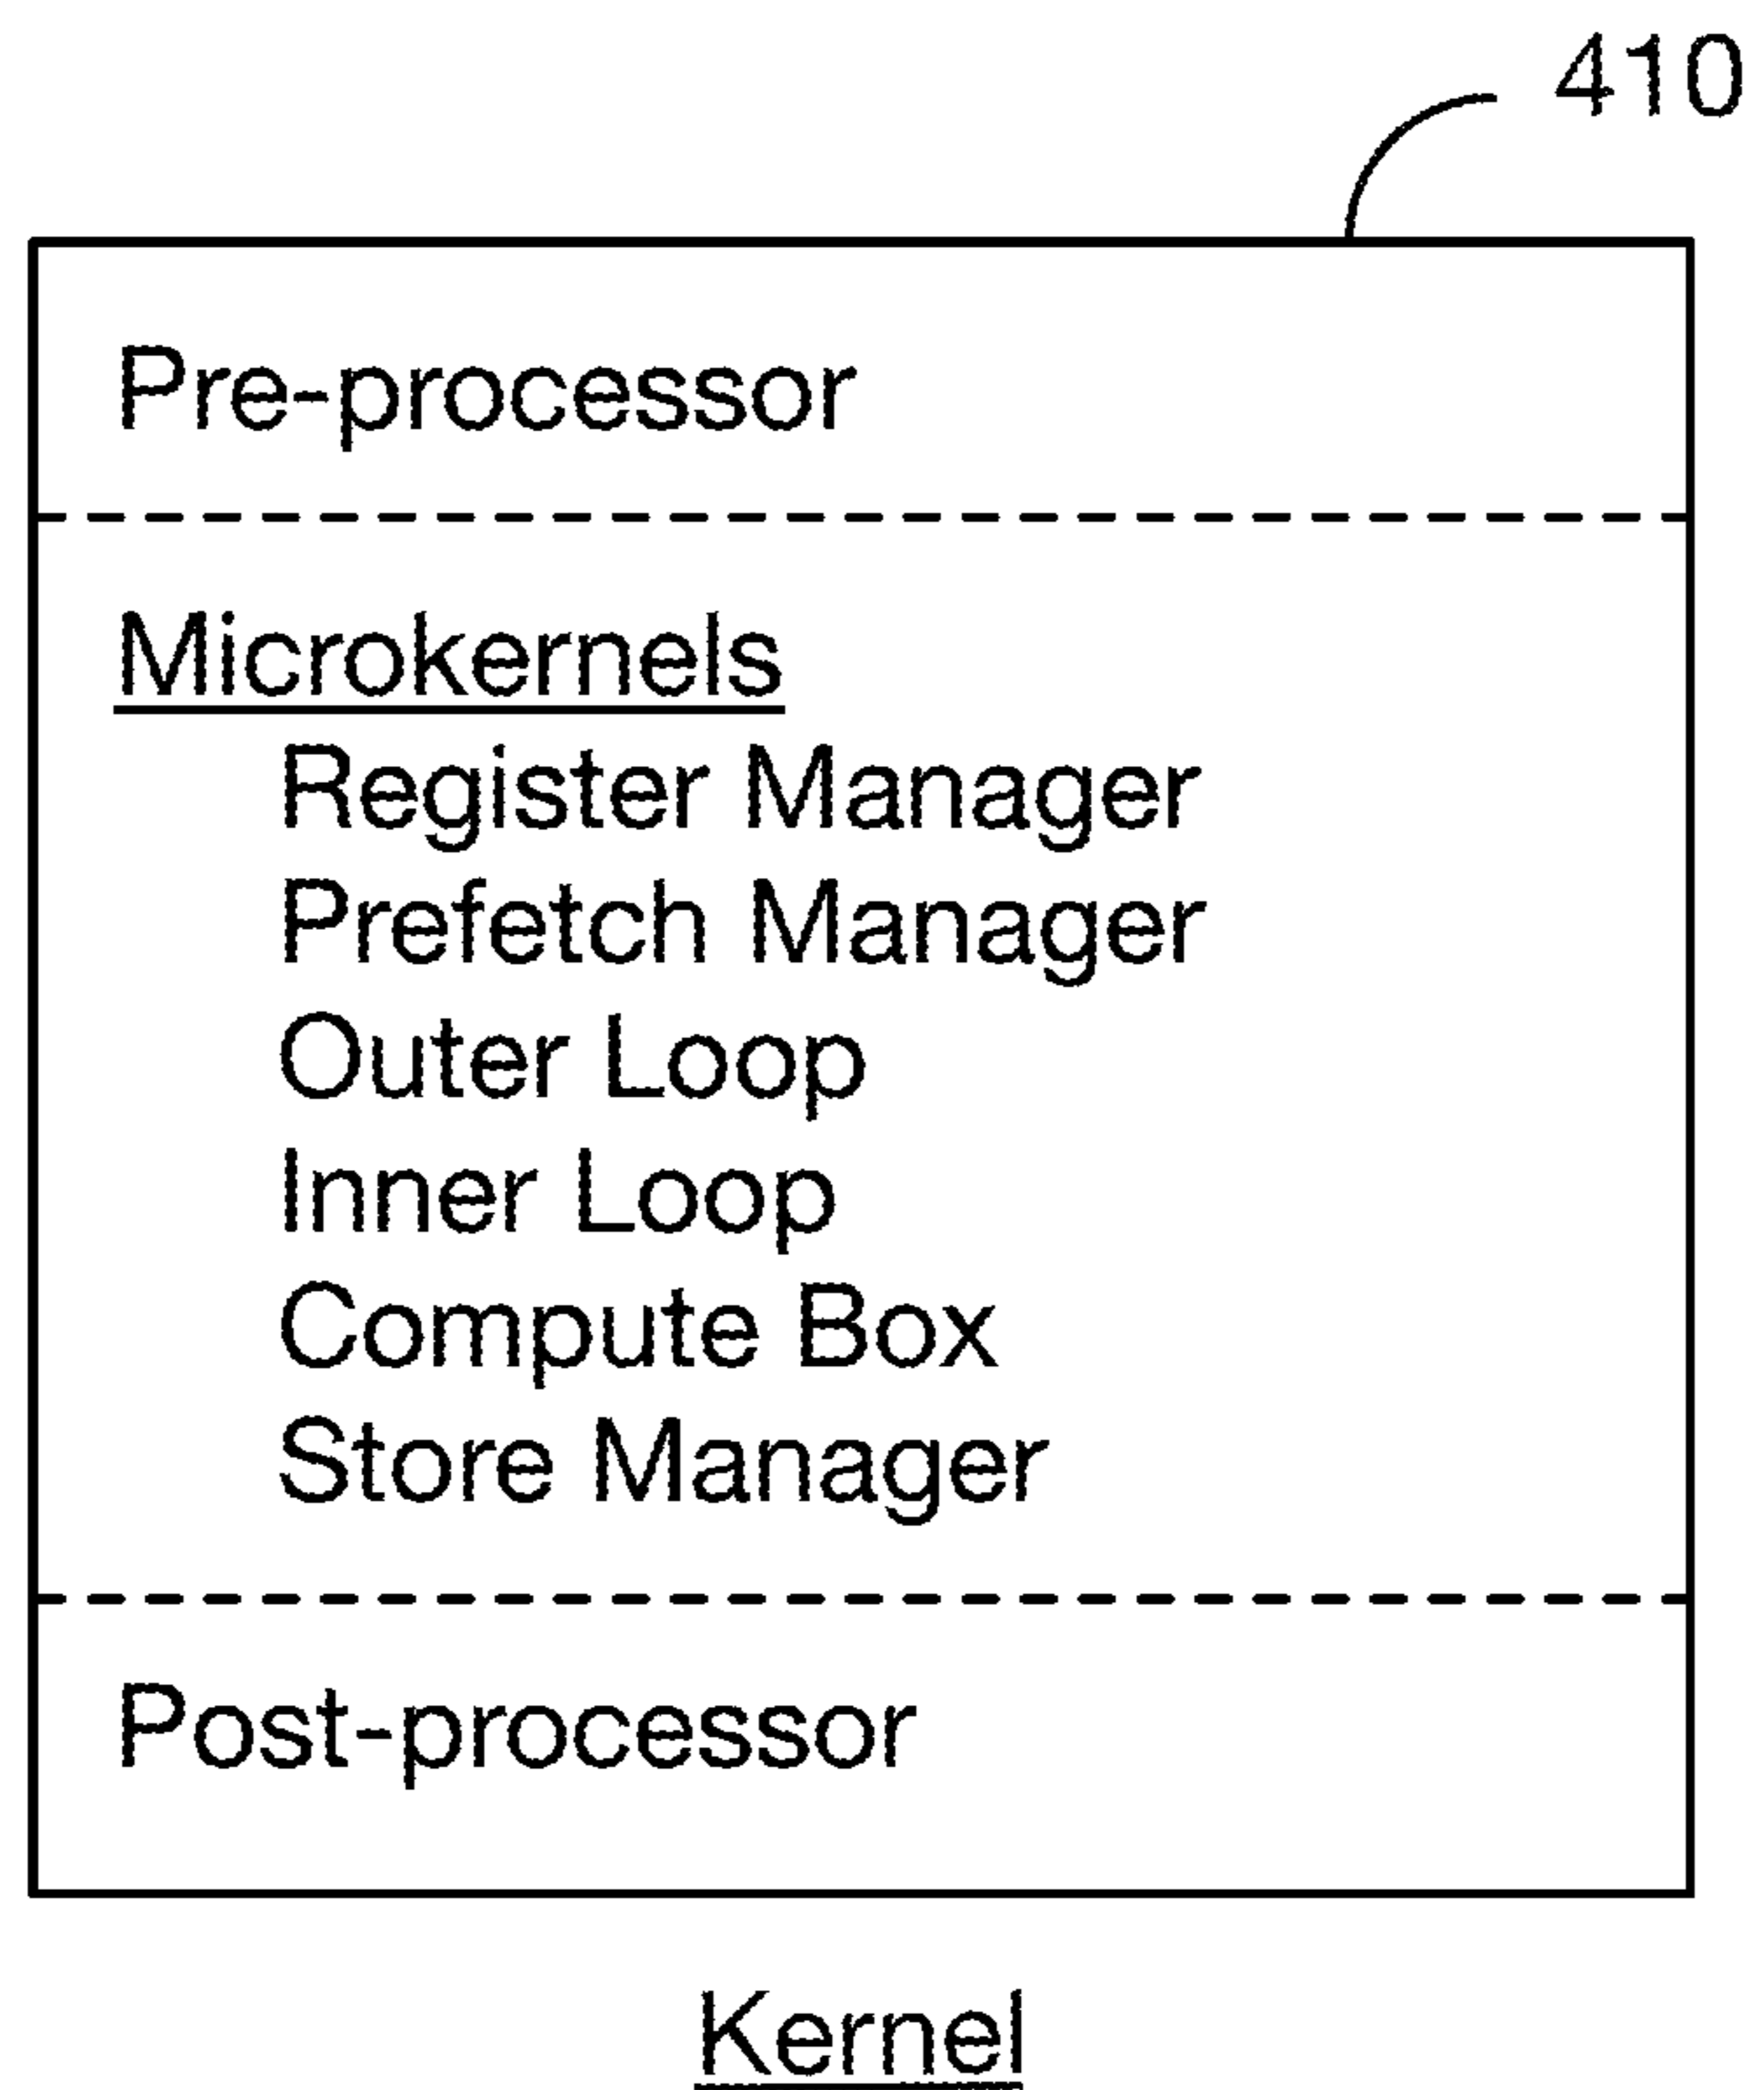 410
Pre-processor
Microkernels
Register Manager
Prefetch Manager
Outer Loop
Inner Loop
Compute Box
Store Manager
Post-processor
Kernel